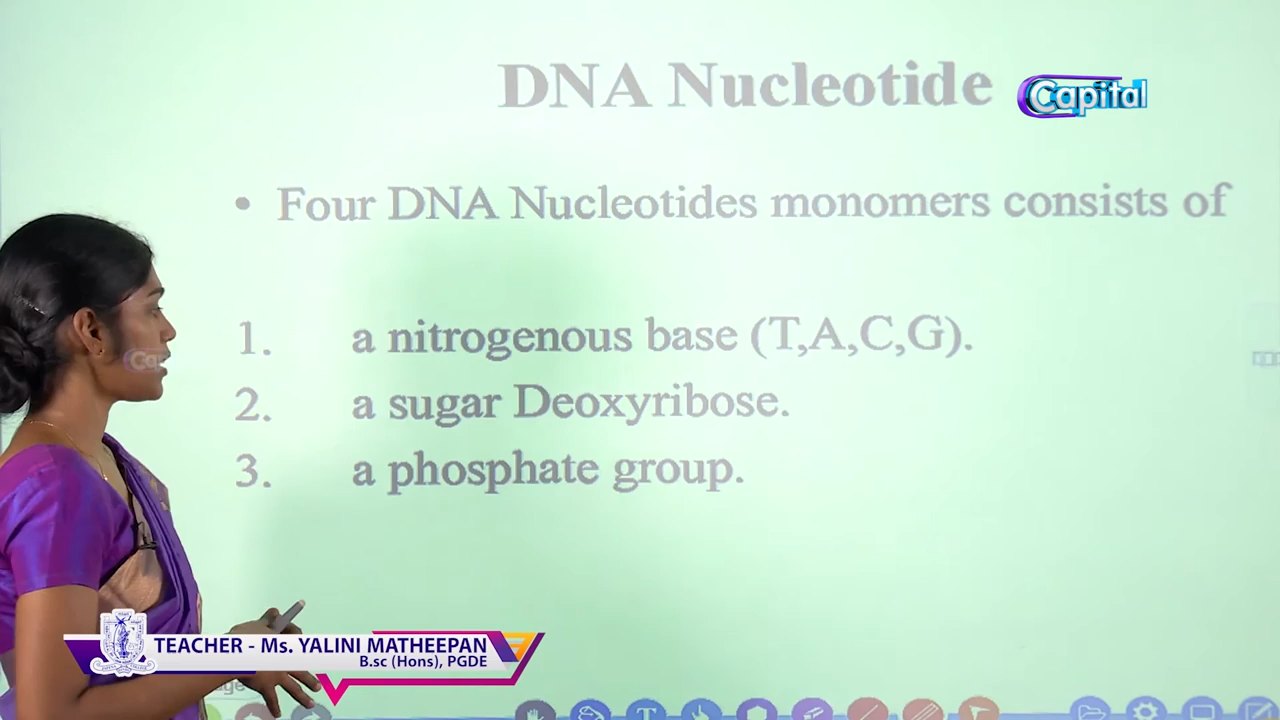 DNA Nucleotide
Capital
• Four DNA Nucleotides monomers consists of
1. a nitrogenous base (T,A,C,G).
2. a sugar Deoxyribose.
3. a phosphate group.
TEACHER - Ms. YALINI MATHEEPAN
B.sc (Hons), PGDE